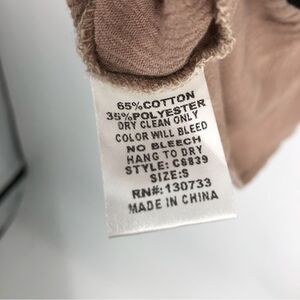 65%COTTON
35%POLYESTER
DRY CLEAN ONLY
COLOR WILL BLEED
NO BLEECH
HANG TO DRY
STYLE: C6839
SIZE:S
RN#: 130733
MADE IN CHINA